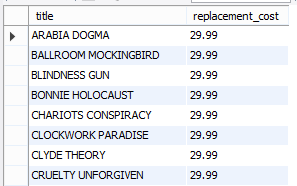 title replacement_cost
ARABIA DOGMA 29.99
BALLROOM MOCKINGBIRD 29.99
BLINDNESS GUN 29.99
BONNIE HOLOCAUST 29.99
CHARIOTS CONSPIRACY 29.99
CLOCKWORK PARADISE 29.99
CLYDE THEORY 29.99
CRUELTY UNFORGIVEN 29.99